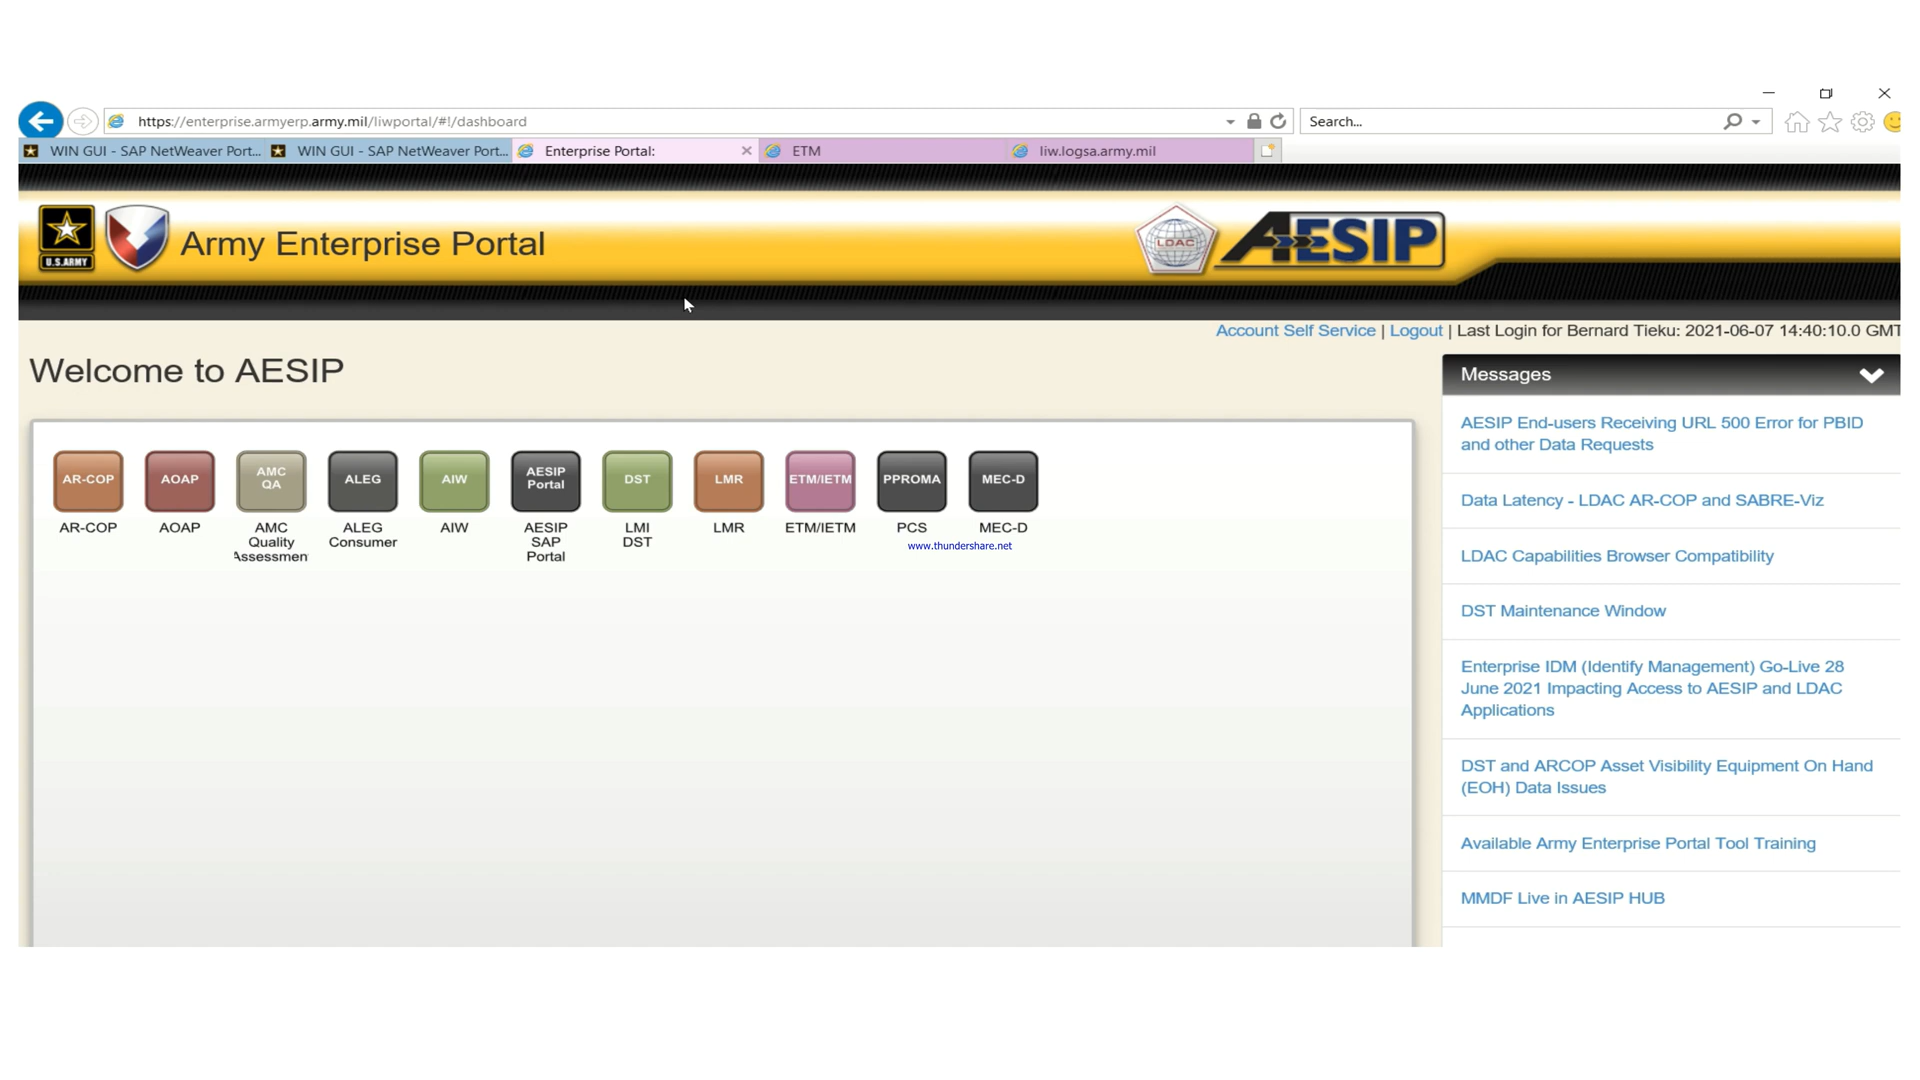 https://enterprise.armyerp.army.mil/liwportal/#!/dashboard
Search...
WIN GUI - SAP NetWeaver Port...
WIN GUI - SAP NetWeaver Port...
Enterprise Portal:
ETM
liw.logsa.army.mil
U.S.ARMY
Army Enterprise Portal
LDAC
AESIP
Account Self Service | Logout | Last Login for Bernard Tieku: 2021-06-07 14:40:10.0 GMT
Welcome to AESIP
Messages
AR-COP
AOAP
AMC
QA
ALEG
AIW
AESIP
Portal
DST
LMR
ETM/IETM
PPROMA
MEC-D
AR-COP
AOAP
AMC
Quality
Assessmen
ALEG
Consumer
AIW
AESIP
SAP
Portal
LMI
DST
LMR
ETM/IETM
PCS
MEC-D
www.thundershare.net
AESIP End-users Receiving URL 500 Error for PBID
and other Data Requests
Data Latency - LDAC AR-COP and SABRE-Viz
LDAC Capabilities Browser Compatibility
DST Maintenance Window
Enterprise IDM (Identify Management) Go-Live 28
June 2021 Impacting Access to AESIP and LDAC
Applications
DST and ARCOP Asset Visibility Equipment On Hand
(EOH) Data Issues
Available Army Enterprise Portal Tool Training
MMDF Live in AESIP HUB